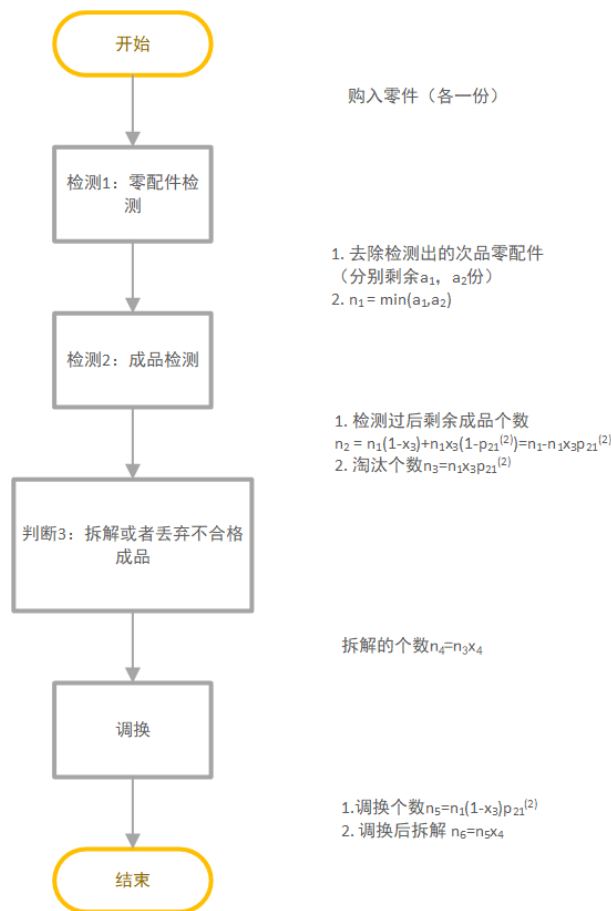 开始
购入零件（各一份）
检测1：零配件检
测
1. 去除检测出的次品零配件
（分别剩余a₁，a₂份）
2. n₁ = min(a₁,a₂)
检测2：成品检测
1. 检测过后剩余成品个数
n₂ = n₁(1-x₃)+n₁x₃(1-p₂₁⁽²⁾)=n₁-n₁x₃p₂₁⁽²⁾
2. 淘汰个数n₃=n₁x₃p₂₁⁽²⁾
判断3：拆解或者丢弃不合格
成品
拆解的个数n₄=n₃x₄
调换
1.调换个数n₅=n₁(1-x₃)p₂₁⁽²⁾
2. 调换后拆解 n₆=n₅x₄
结束